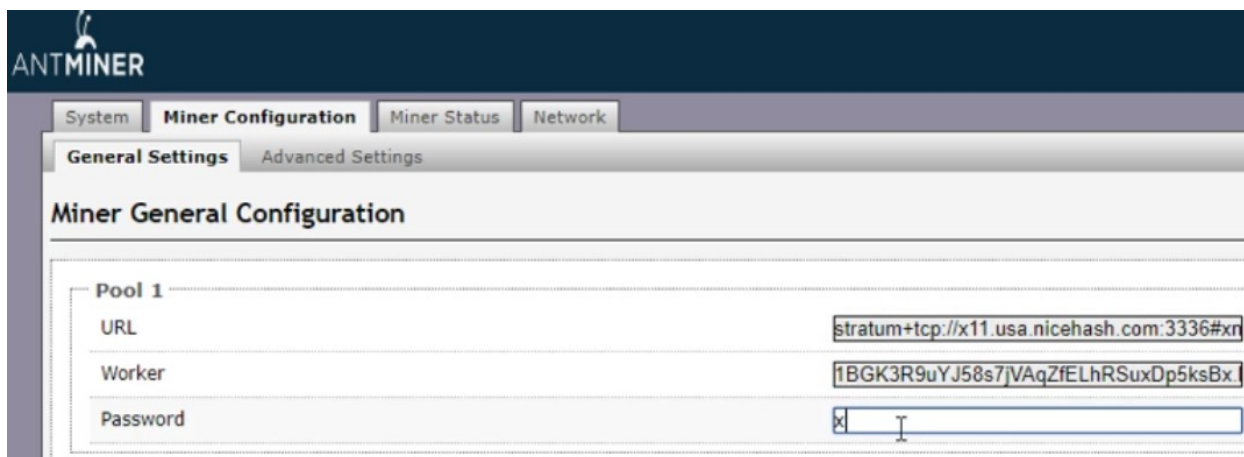 ANTMINER
System Miner Configuration Miner Status Network
General Settings Advanced Settings
Miner General Configuration
Pool 1
URL stratum+tcp://x11.usa.nicehash.com:3336#xn
Worker 1BGK3R9uYJ58s7jVAqZfELhRSuxDp5ksBx.
Password x